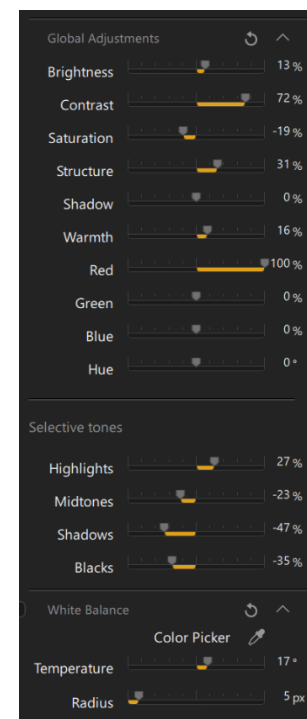 Global Adjustments
Brightness 13 %
Contrast 72 %
Saturation -19 %
Structure 31 %
Shadow 0 %
Warmth 16 %
Red 100 %
Green 0 %
Blue 0 %
Hue 0 °
Selective tones
Highlights 27 %
Midtones -23 %
Shadows -47 %
Blacks -35 %
White Balance
Color Picker
Temperature 17 °
Radius 5 px